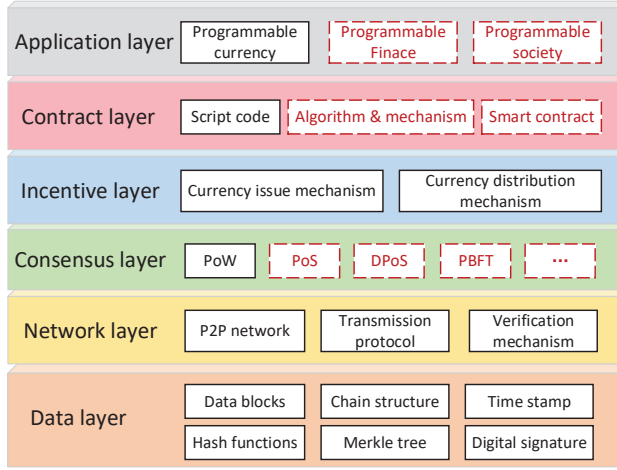 Application layer
Programmable
currency
Programmable
Finace
Programmable
society
Contract layer
Script code
Algorithm & mechanism
Smart contract
Incentive layer
Currency issue mechanism
Currency distribution
mechanism
Consensus layer
PoW
PoS
DPoS
PBFT
...
Network layer
P2P network
Transmission
protocol
Verification
mechanism
Data layer
Data blocks
Chain structure
Time stamp
Hash functions
Merkle tree
Digital signature